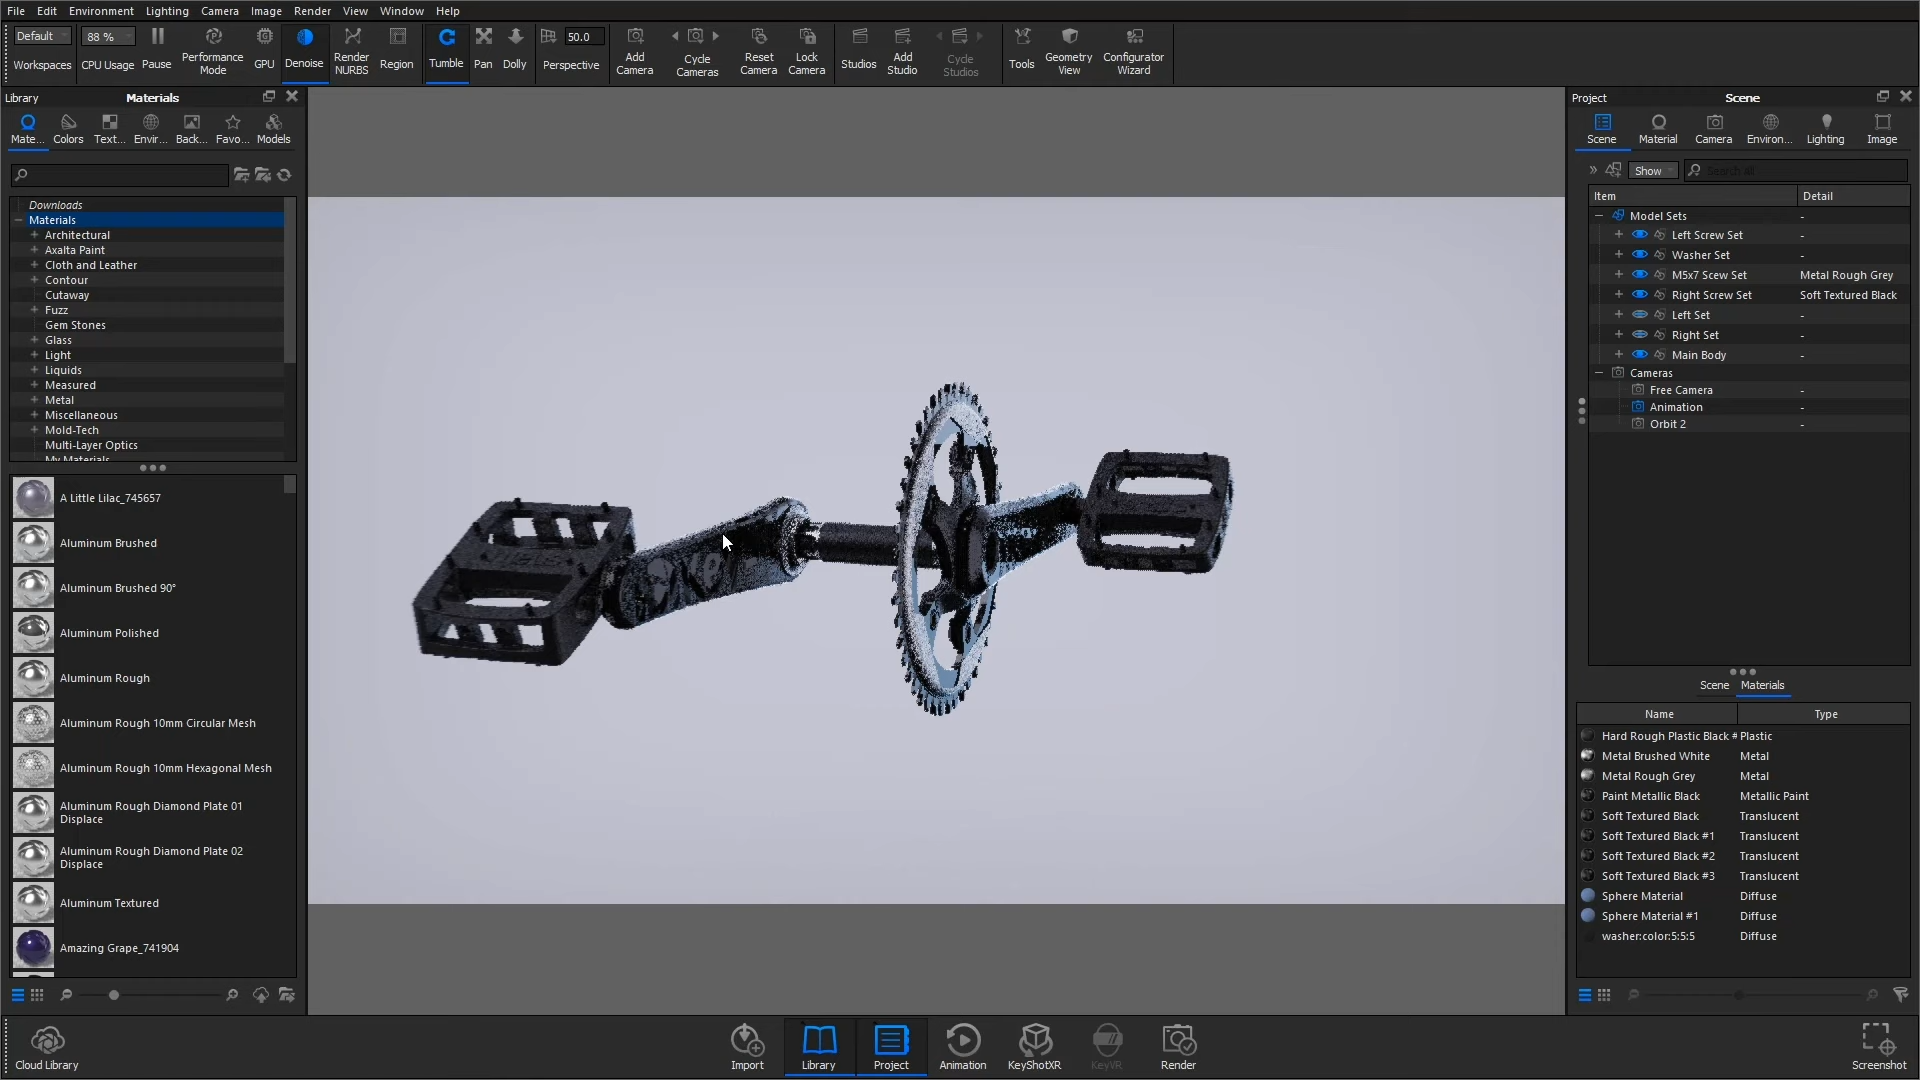 File Edit Environment Lighting Camera Image Render View Window Help
Default 88 % 50.0
Workspaces CPU Usage Pause Performance Mode GPU Denoise Render NURBS Region Tumble Pan Dolly Perspective Add Camera Cycle Cameras Reset Camera Lock Camera Studios Add Studio Cycle Studios Tools Geometry View Configurator Wizard
Library Materials
Mate... Colors Text... Envir... Back... Favo... Models
Downloads
Materials
Architectural
Axalta Paint
Cloth and Leather
Contour
Cutaway
Fuzz
Gem Stones
Glass
Light
Liquids
Measured
Metal
Miscellaneous
Mold-Tech
Multi-Layer Optics
My Materials
A Little Lilac_745657
Aluminum Brushed
Aluminum Brushed 90°
Aluminum Polished
Aluminum Rough
Aluminum Rough 10mm Circular Mesh
Aluminum Rough 10mm Hexagonal Mesh
Aluminum Rough Diamond Plate 01
Displace
Aluminum Rough Diamond Plate 02
Displace
Aluminum Textured
Amazing Grape_741904
Project Scene
Scene Material Camera Environ... Lighting Image
Show Search all
Item Detail
Model Sets -
Left Screw Set -
Washer Set -
M5x7 Scew Set Metal Rough Grey
Right Screw Set Soft Textured Black
Left Set -
Right Set -
Main Body -
Cameras
Free Camera -
Animation -
Orbit 2 -
Scene Materials
Name Type
Hard Rough Plastic Black # Plastic
Metal Brushed White Metal
Metal Rough Grey Metal
Paint Metallic Black Metallic Paint
Soft Textured Black Translucent
Soft Textured Black #1 Translucent
Soft Textured Black #2 Translucent
Soft Textured Black #3 Translucent
Sphere Material Diffuse
Sphere Material #1 Diffuse
washer:color:5:5:5 Diffuse
Cloud Library Import Library Project Animation KeyShotXR KeyVR Render Screenshot